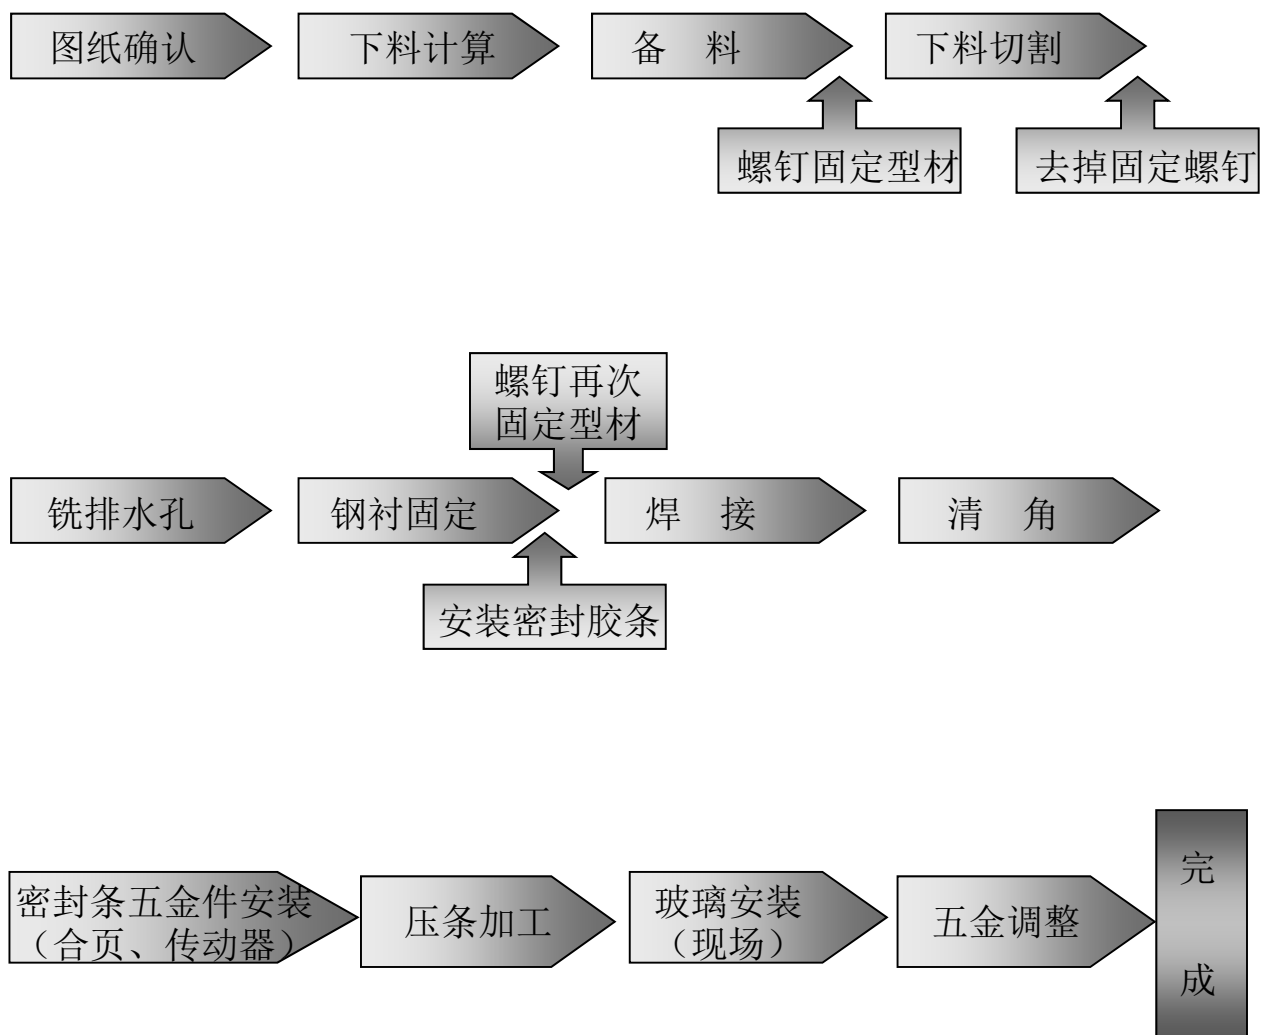 图纸确认
下料计算
备 料
下料切割
螺钉固定型材
去掉固定螺钉
螺钉再次
固定型材
铣排水孔
钢衬固定
焊 接
清 角
安装密封胶条
密封条五金件安装
（合页、传动器）
压条加工
玻璃安装
（现场）
五金调整
完
成